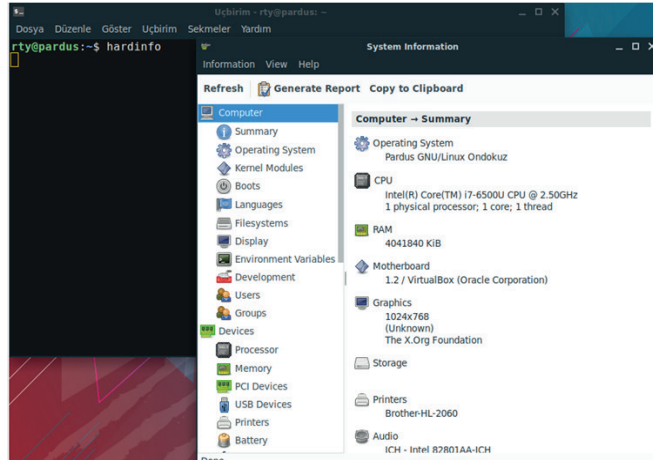 Uçbirim - rty@pardus: ~
Dosya Düzenle Göster Uçbirim Sekmeler Yardım
rty@pardus:~$ hardinfo
System Information
Information View Help
Refresh Generate Report Copy to Clipboard
Computer
Summary
Operating System
Kernel Modules
Boots
Languages
Filesystems
Display
Environment Variables
Development
Users
Groups
Devices
Processor
Memory
PCI Devices
USB Devices
Printers
Battery
Computer → Summary
Operating System
Pardus GNU/Linux Ondokuz
CPU
Intel(R) Core(TM) i7-6500U CPU @ 2.50GHz
1 physical processor; 1 core; 1 thread
RAM
4041840 KiB
Motherboard
1.2 / VirtualBox (Oracle Corporation)
Graphics
1024x768
(Unknown)
The X.Org Foundation
Storage
Printers
Brother-HL-2060
Audio
ICH - Intel 82801AA-ICH
Done.